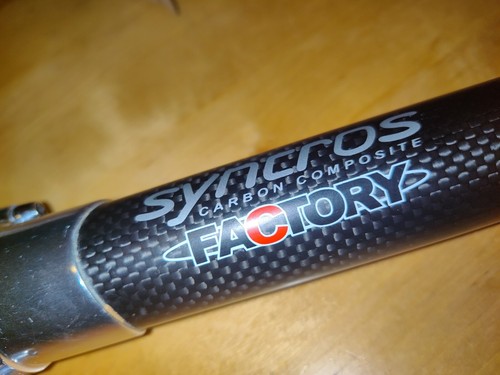 syncros
CARBON COMPOSITE
FACTORY